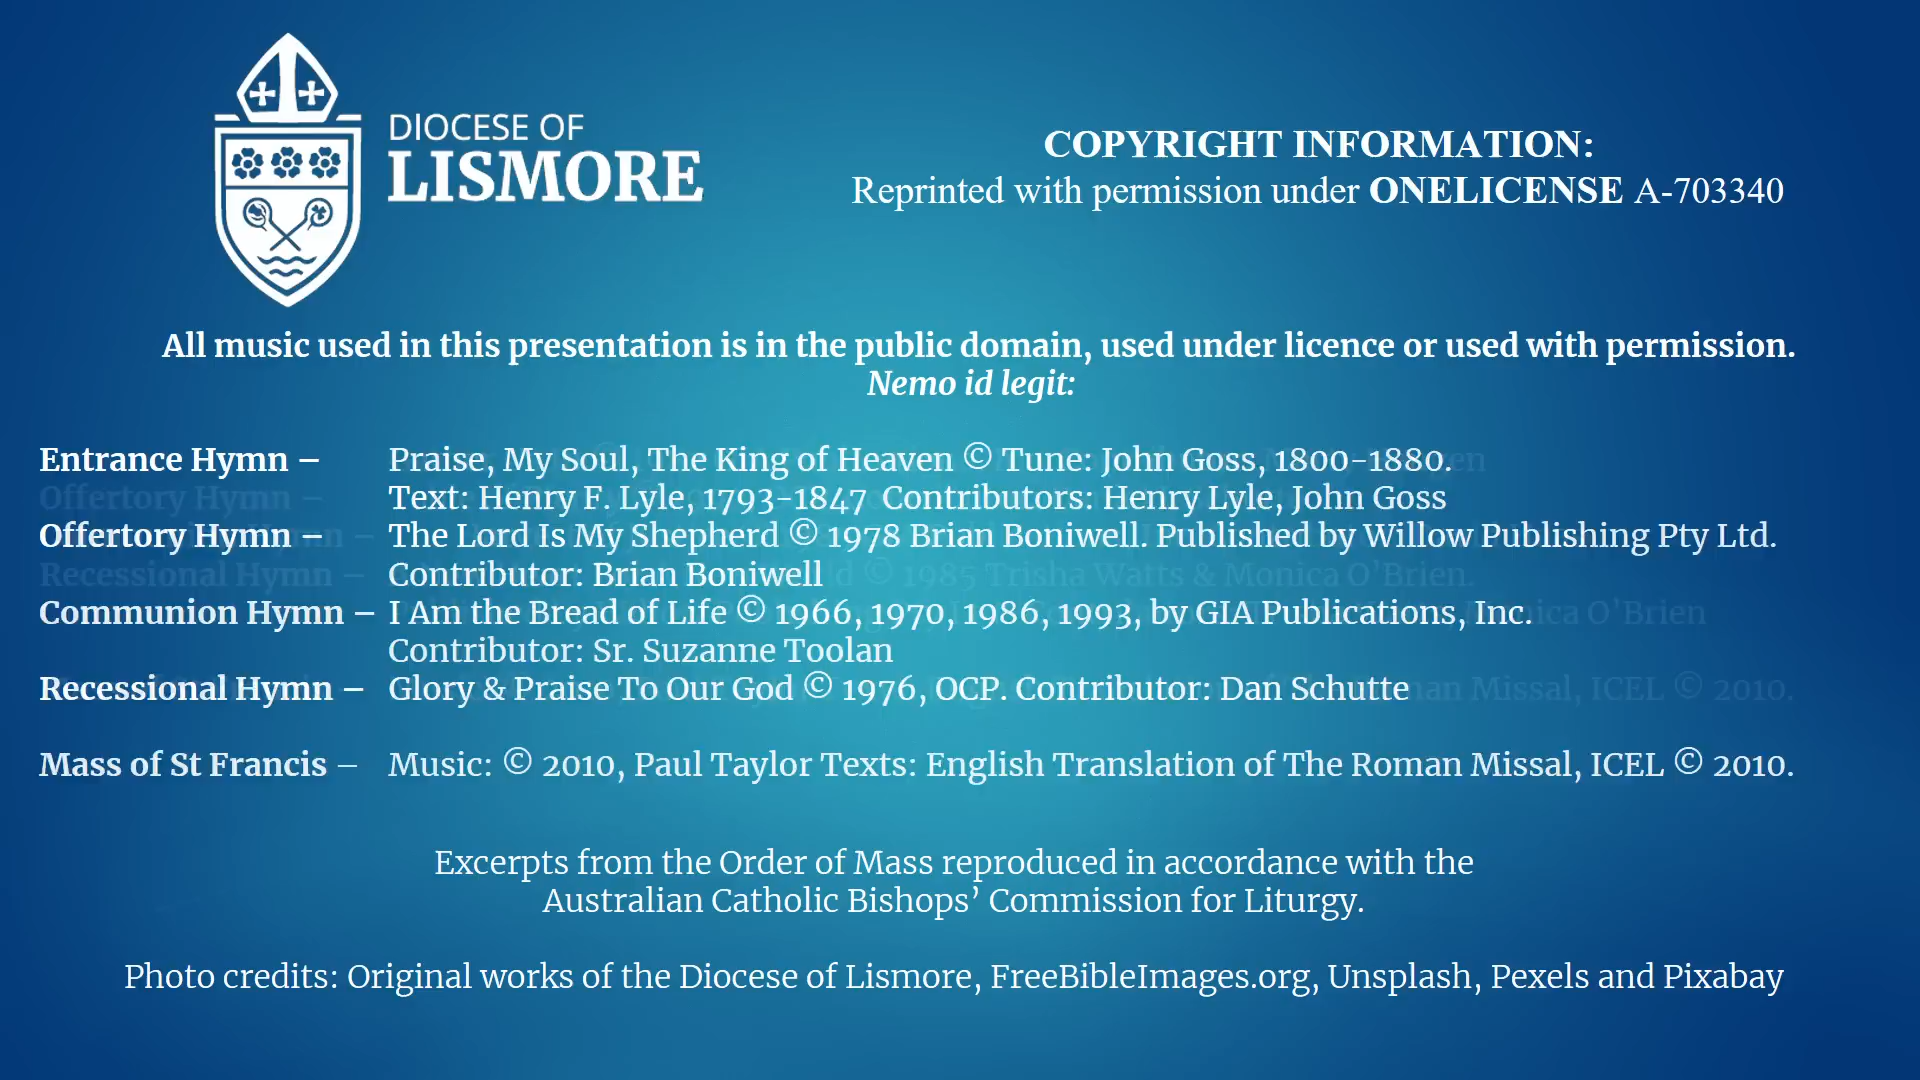 DIOCESE OF
LISMORE
COPYRIGHT INFORMATION:
Reprinted with permission under ONELICENSE A-703340
All music used in this presentation is in the public domain, used under licence or used with permission.
Nemo id legit:
Entrance Hymn – Praise, My Soul, The King of Heaven © Tune: John Goss, 1800-1880.
Text: Henry F. Lyle, 1793-1847 Contributors: Henry Lyle, John Goss
Offertory Hymn – The Lord Is My Shepherd © 1978 Brian Boniwell. Published by Willow Publishing Pty Ltd.
Contributor: Brian Boniwell
Communion Hymn – I Am the Bread of Life © 1966, 1970, 1986, 1993, by GIA Publications, Inc.
Contributor: Sr. Suzanne Toolan
Recessional Hymn – Glory & Praise To Our God © 1976, OCP. Contributor: Dan Schutte
Mass of St Francis – Music: © 2010, Paul Taylor Texts: English Translation of The Roman Missal, ICEL © 2010.
Excerpts from the Order of Mass reproduced in accordance with the
Australian Catholic Bishops’ Commission for Liturgy.
Photo credits: Original works of the Diocese of Lismore, FreeBibleImages.org, Unsplash, Pexels and Pixabay